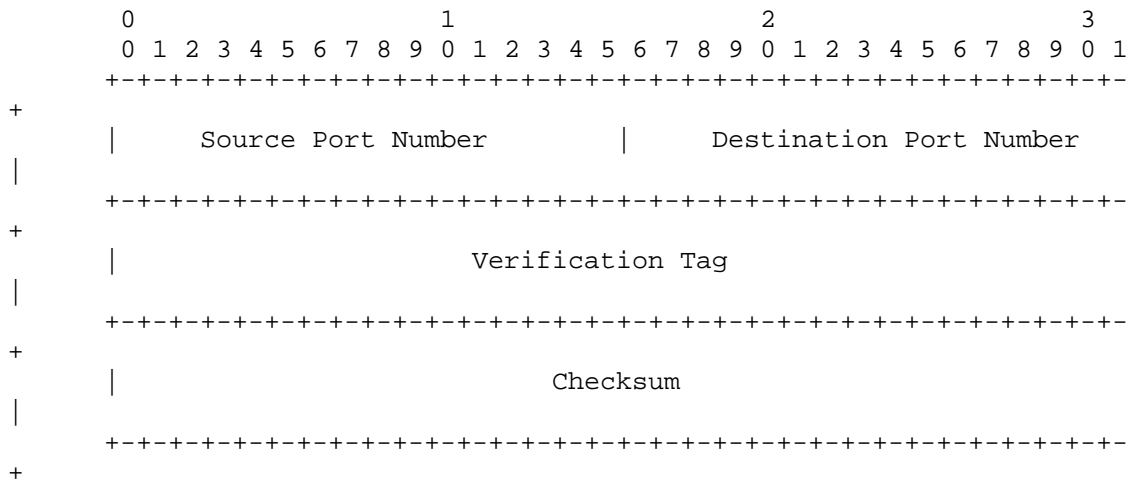 0                   1                   2                   3
0 1 2 3 4 5 6 7 8 9 0 1 2 3 4 5 6 7 8 9 0 1 2 3 4 5 6 7 8 9 0 1
+-+-+-+-+-+-+-+-+-+-+-+-+-+-+-+-+-+-+-+-+-+-+-+-+-+-+-+-+-+-+-+-
+
|     Source Port Number        |     Destination Port Number
|
+-+-+-+-+-+-+-+-+-+-+-+-+-+-+-+-+-+-+-+-+-+-+-+-+-+-+-+-+-+-+-+-
+
|                      Verification Tag
|
+-+-+-+-+-+-+-+-+-+-+-+-+-+-+-+-+-+-+-+-+-+-+-+-+-+-+-+-+-+-+-+-
+
|                           Checksum
|
+-+-+-+-+-+-+-+-+-+-+-+-+-+-+-+-+-+-+-+-+-+-+-+-+-+-+-+-+-+-+-+-
+